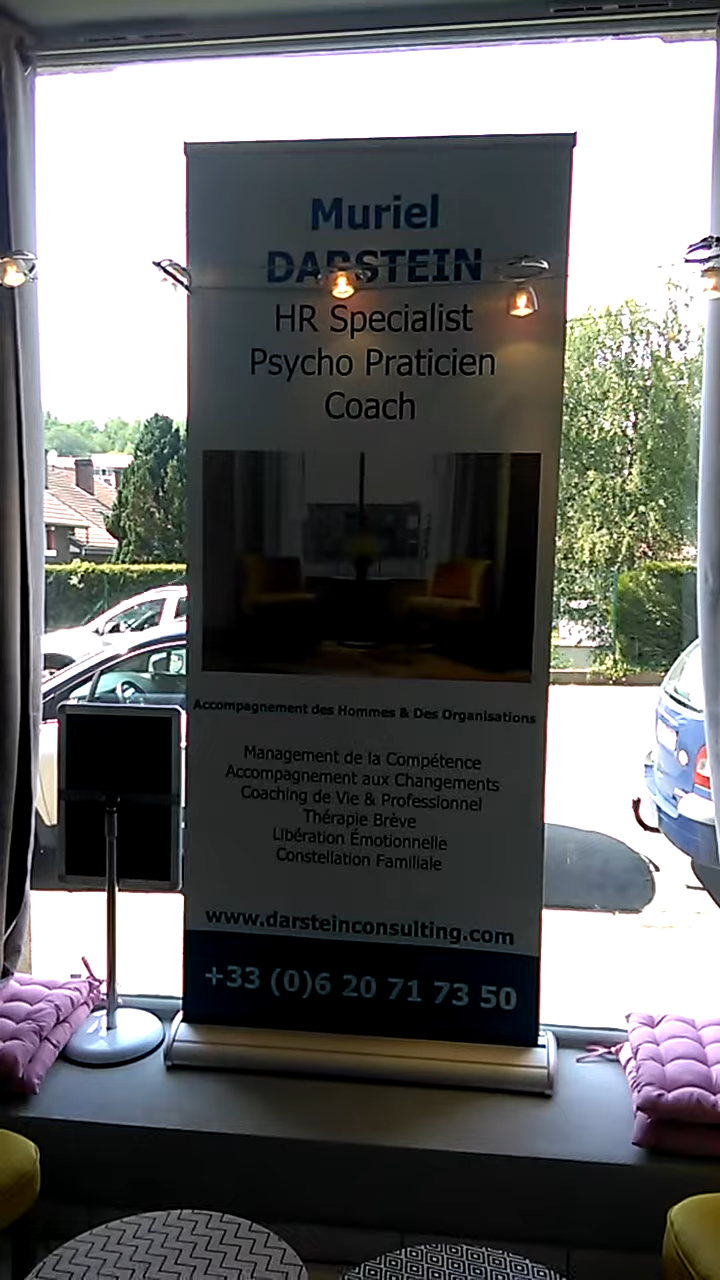 Muriel
DARSTEIN
HR Specialist
Psycho Praticien
Coach
Accompagnement des Hommes & Des Organisations
Management de la Compétence
Accompagnement aux Changements
Coaching de Vie & Professionnel
Thérapie Brève
Libération Émotionnelle
Constellation Familiale
www.darsteinconsulting.com
+33 (0)6 20 71 73 50